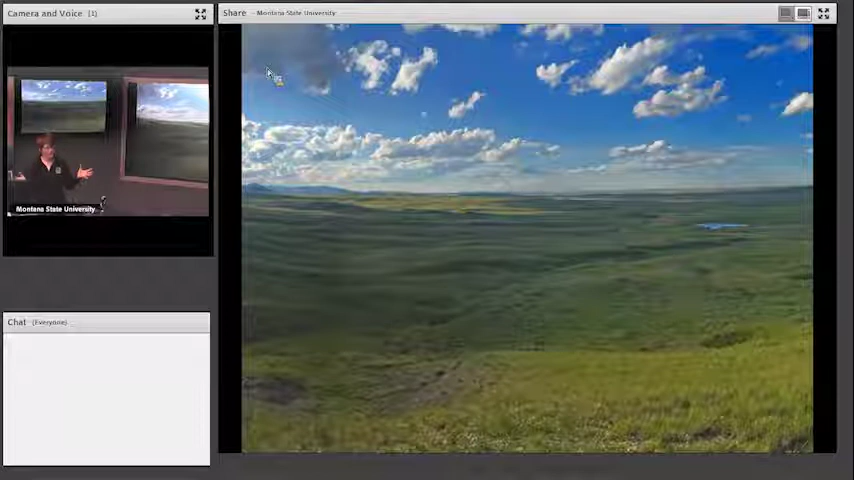 Camera and Voice (1)
Share - Montana State University
Montana State University
Chat (Everyone)